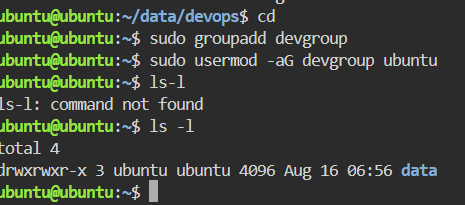 ubuntu@ubuntu:~/data/devops$ cd
ubuntu@ubuntu:~$ sudo groupadd devgroup
ubuntu@ubuntu:~$ sudo usermod -aG devgroup ubuntu
ubuntu@ubuntu:~$ ls-l
ls-l: command not found
ubuntu@ubuntu:~$ ls -l
total 4
drwxrwxr-x 3 ubuntu ubuntu 4096 Aug 16 06:56 data
ubuntu@ubuntu:~$